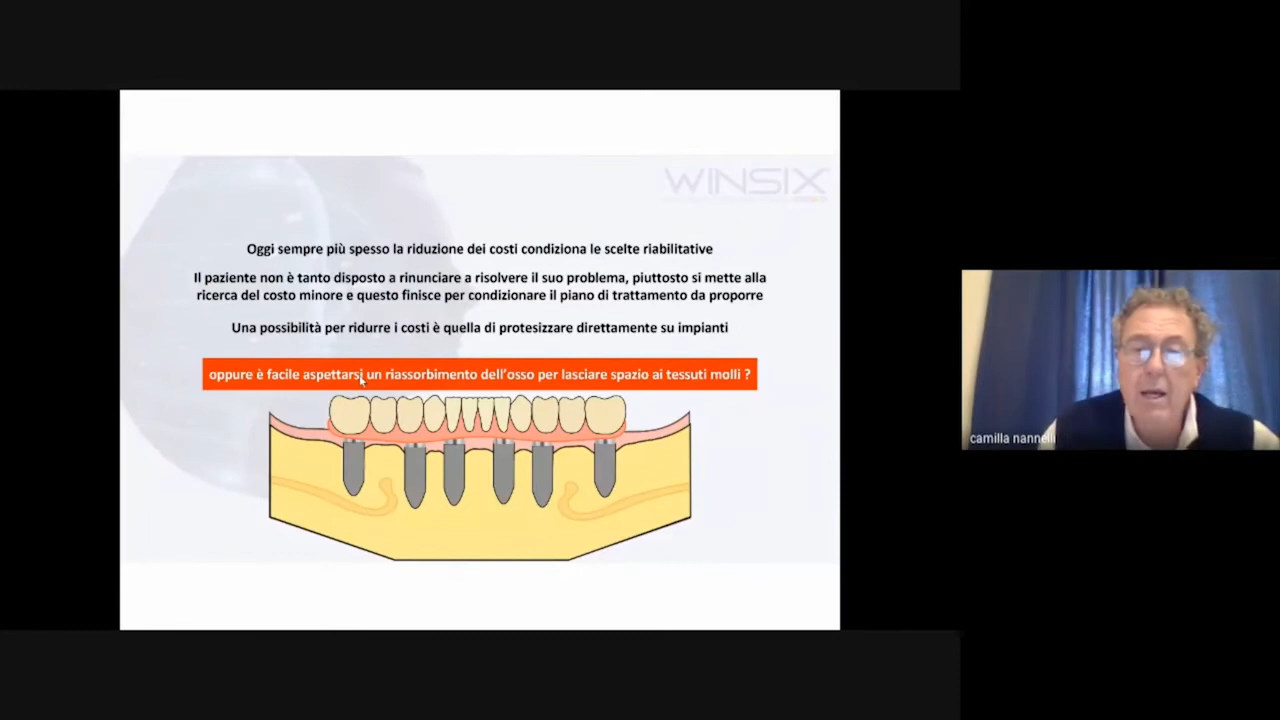 WINSIX
Oggi sempre più spesso la riduzione dei costi condiziona le scelte riabilitative
Il paziente non è tanto disposto a rinunciare a risolvere il suo problema, piuttosto si mette alla
ricerca del costo minore e questo finisce per condizionare il piano di trattamento da proporre
Una possibilità per ridurre i costi è quella di protesizzare direttamente su impianti
oppure è facile aspettarsi un riassorbimento dell'osso per lasciare spazio ai tessuti molli ?
camilla nannelli